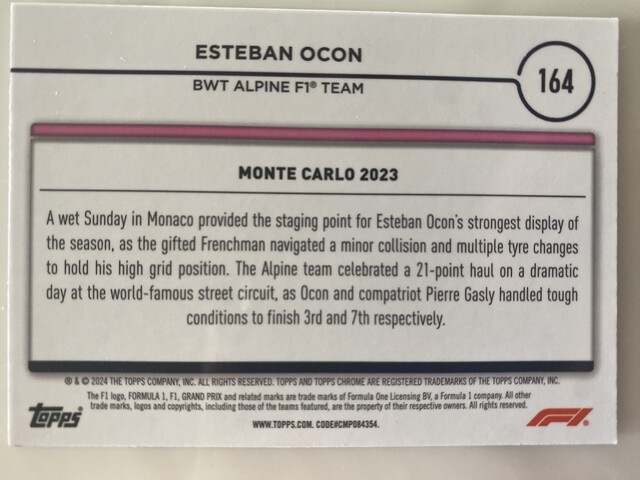 ESTEBAN OCON
BWT ALPINE F1® TEAM
164
MONTE CARLO 2023
A wet Sunday in Monaco provided the staging point for Esteban Ocon's strongest display of
the season, as the gifted Frenchman navigated a minor collision and multiple tyre changes
to hold his high grid position. The Alpine team celebrated a 21-point haul on a dramatic
day at the world-famous street circuit, as Ocon and compatriot Pierre Gasly handled tough
conditions to finish 3rd and 7th respectively.
® & © 2024 THE TOPPS COMPANY, INC. ALL RIGHTS RESERVED. TOPPS AND TOPPS CHROME ARE REGISTERED TRADEMARKS OF THE TOPPS COMPANY, INC.
The F1 logo, FORMULA 1, F1, GRAND PRIX and related marks are trade marks of Formula One Licensing BV, a Formula 1 company. All other
trade marks, logos and copyrights, including those of the teams featured, are the property of their respective owners. All rights reserved.
WWW.TOPPS.COM. CODE#CMP084354.
Topps
F1